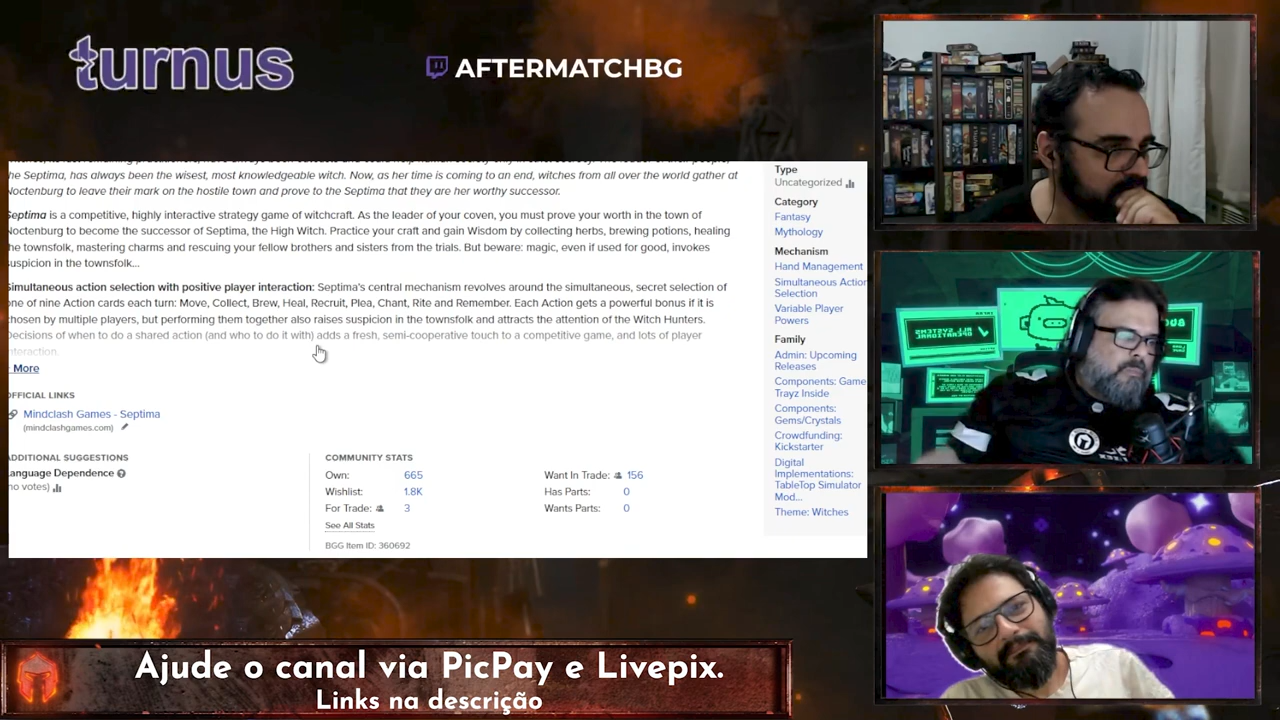 turnus
AFTERMATCHBG
the Septima, has always been the wisest, most knowledgeable witch. Now, as her time is coming to an end, witches from all over the world gather at
Noctenburg to leave their mark on the hostile town and prove to the Septima that they are her worthy successor.
Septima is a competitive, highly interactive strategy game of witchcraft. As the leader of your coven, you must prove your worth in the town of
Noctenburg to become the successor of Septima, the High Witch. Practice your craft and gain Wisdom by collecting herbs, brewing potions, healing
the townsfolk, mastering charms and rescuing your fellow brothers and sisters from the trials. But beware: magic, even if used for good, invokes
suspicion in the townsfolk...
Simultaneous action selection with positive player interaction: Septima's central mechanism revolves around the simultaneous, secret selection of
one of nine Action cards each turn: Move, Collect, Brew, Heal, Recruit, Plea, Chant, Rite and Remember. Each Action gets a powerful bonus if it is
chosen by multiple players, but performing them together also raises suspicion in the townsfolk and attracts the attention of the Witch Hunters.
Decisions of when to do a shared action (and who to do it with) adds a fresh, semi-cooperative touch to a competitive game, and lots of player
interaction.
More
OFFICIAL LINKS
Mindclash Games - Septima
(mindclashgames.com)
ADDITIONAL SUGGESTIONS
Language Dependence
(no votes)
COMMUNITY STATS
Own: 665
Wishlist: 1.8K
For Trade: 3
See All Stats
BGG Item ID: 360692
Want In Trade: 156
Has Parts: 0
Wants Parts: 0
Type
Uncategorized
Category
Fantasy
Mythology
Mechanism
Hand Management
Simultaneous Action
Selection
Variable Player
Powers
Family
Admin: Upcoming
Releases
Components: Game
Trayz Inside
Components:
Gems/Crystals
Crowdfunding:
Kickstarter
Digital
Implementations:
TableTop Simulator
Mod...
Theme: Witches
ALL SYSTEMS
OPERATIONAL
Ajude o canal via PicPay e Livepix.
Links na descrição